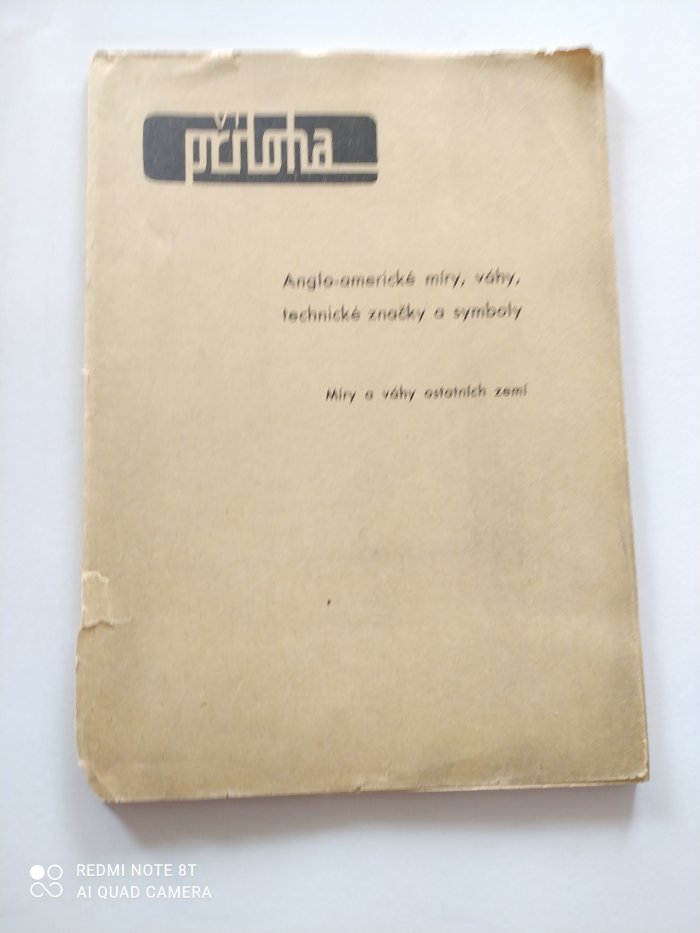 příloha
Anglo-americké míry, váhy,
technické značky a symboly
Míry a váhy ostatních zemí
REDMI NOTE 8T
AI QUAD CAMERA